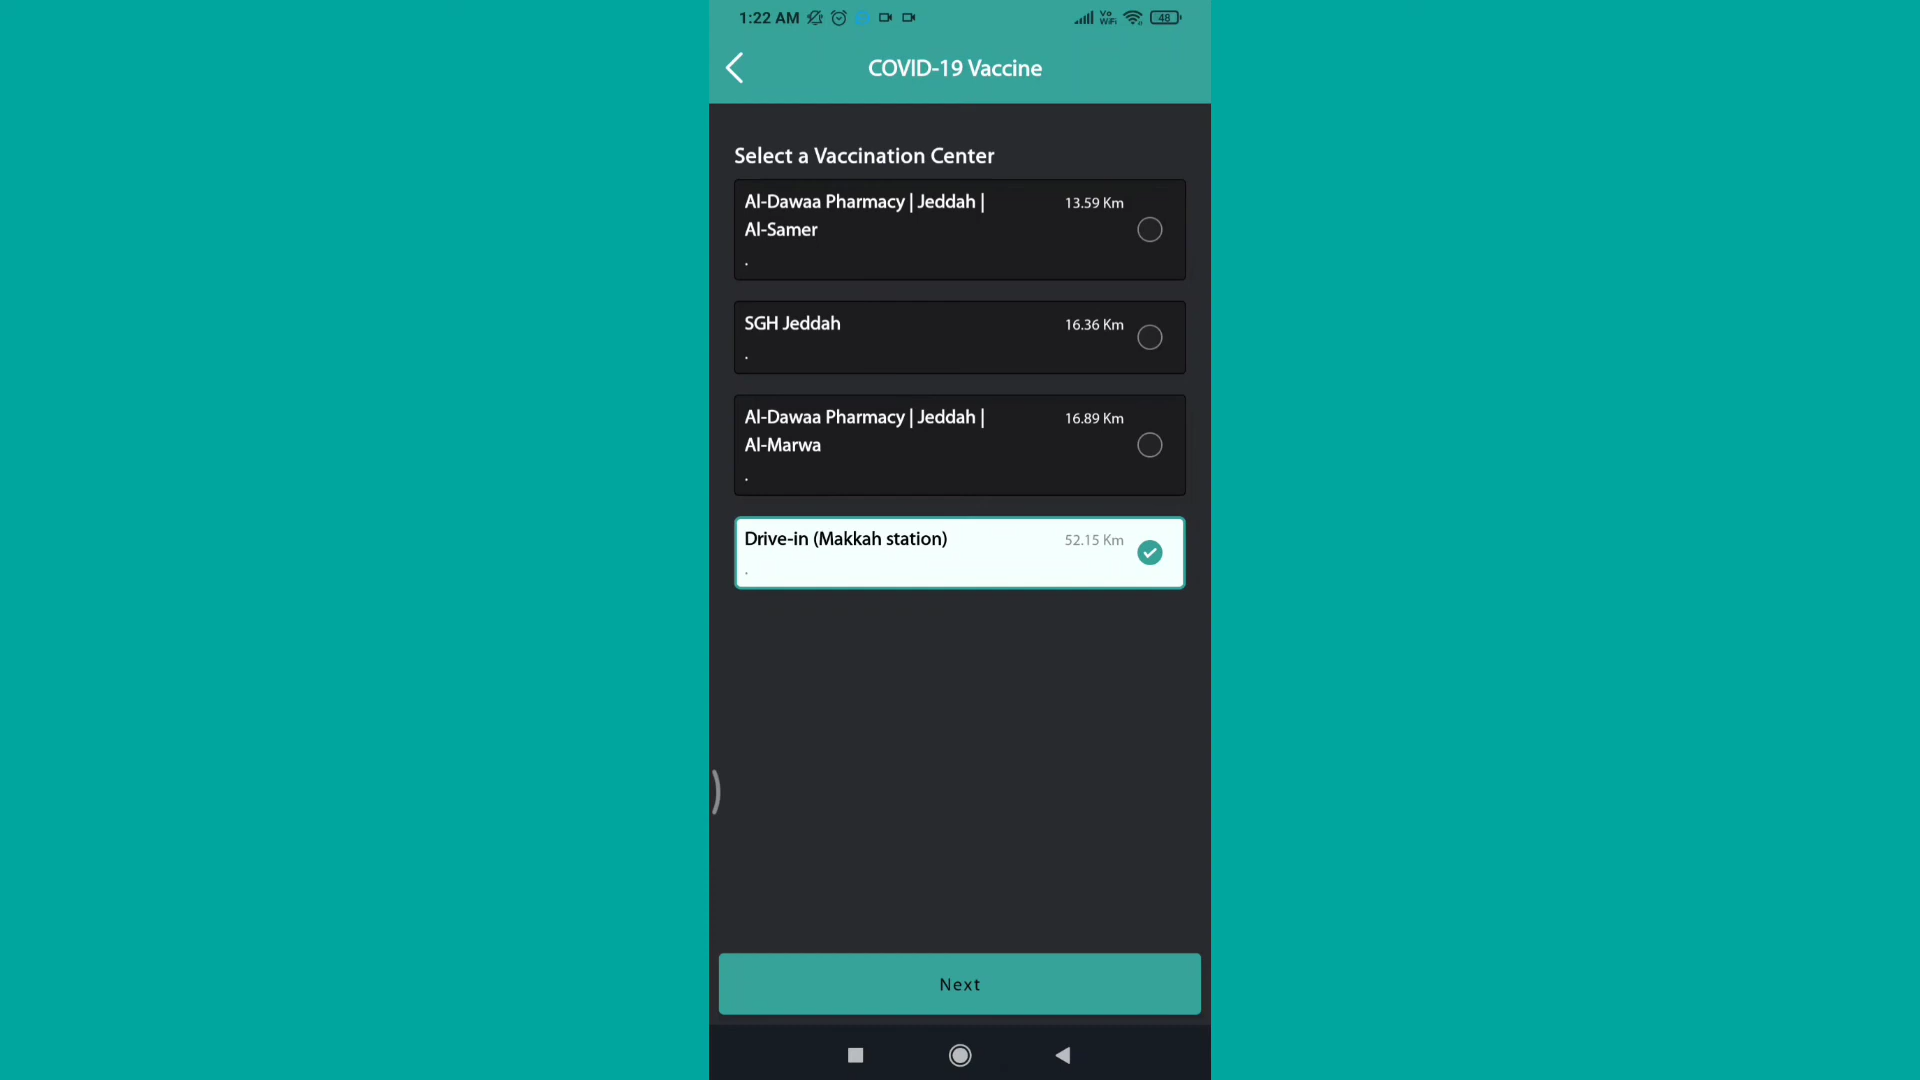 1:22 AM
Vo
WiFi
48
COVID-19 Vaccine
Select a Vaccination Center
Al-Dawaa Pharmacy | Jeddah |
Al-Samer
13.59 Km
.
SGH Jeddah
16.36 Km
.
Al-Dawaa Pharmacy | Jeddah |
Al-Marwa
16.89 Km
.
Drive-in (Makkah station)
52.15 Km
.
Next